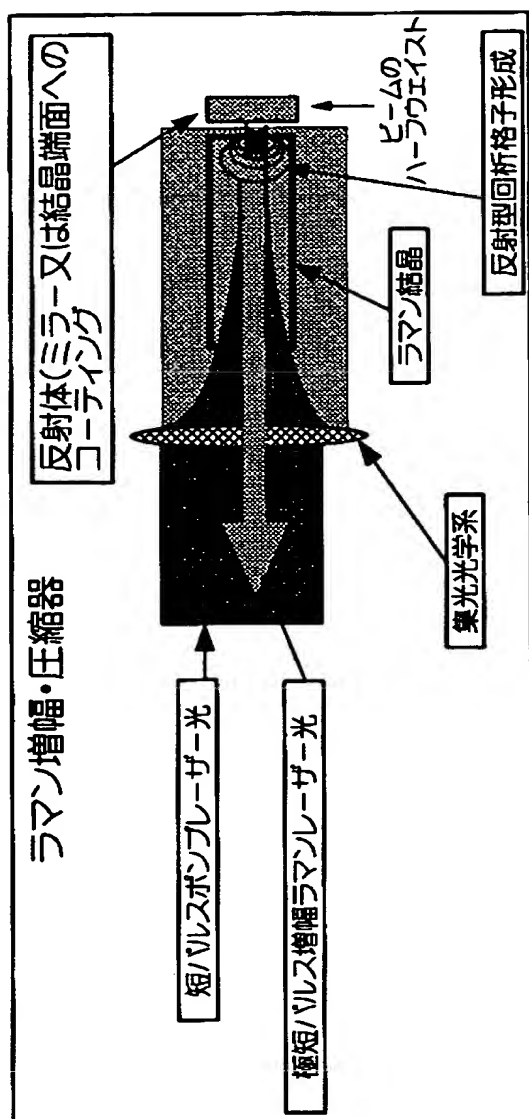 ラマン増幅・圧縮器
反射体(ミラー又は結晶端面への
コーティング
短パルスポンプレーザー光
極短パルス増幅ラマンレーザー光
集光光学系
ラマン結晶
反射型回折格子形成
ビームの
ハーフウェイスト